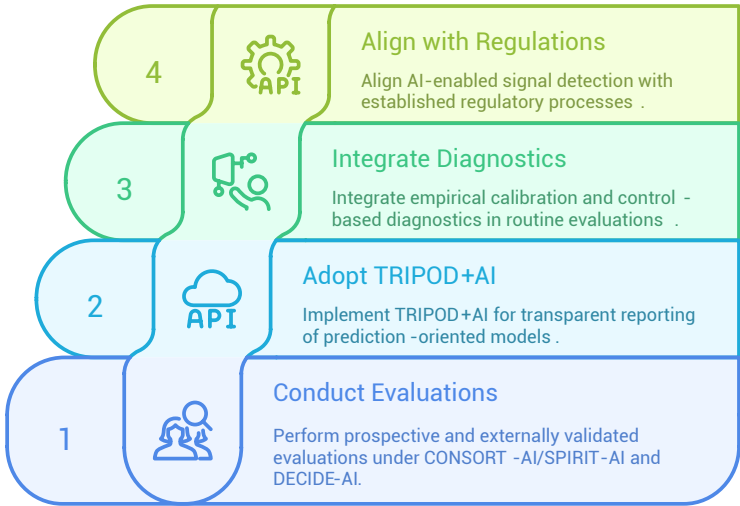 4
API
Align with Regulations
Align AI-enabled signal detection with
established regulatory processes .
3
Integrate Diagnostics
Integrate empirical calibration and control -
based diagnostics in routine evaluations .
2
API
Adopt TRIPOD+AI
Implement TRIPOD+AI for transparent reporting
of prediction -oriented models .
1
Conduct Evaluations
Perform prospective and externally validated
evaluations under CONSORT -AI/SPIRIT-AI and
DECIDE-AI.